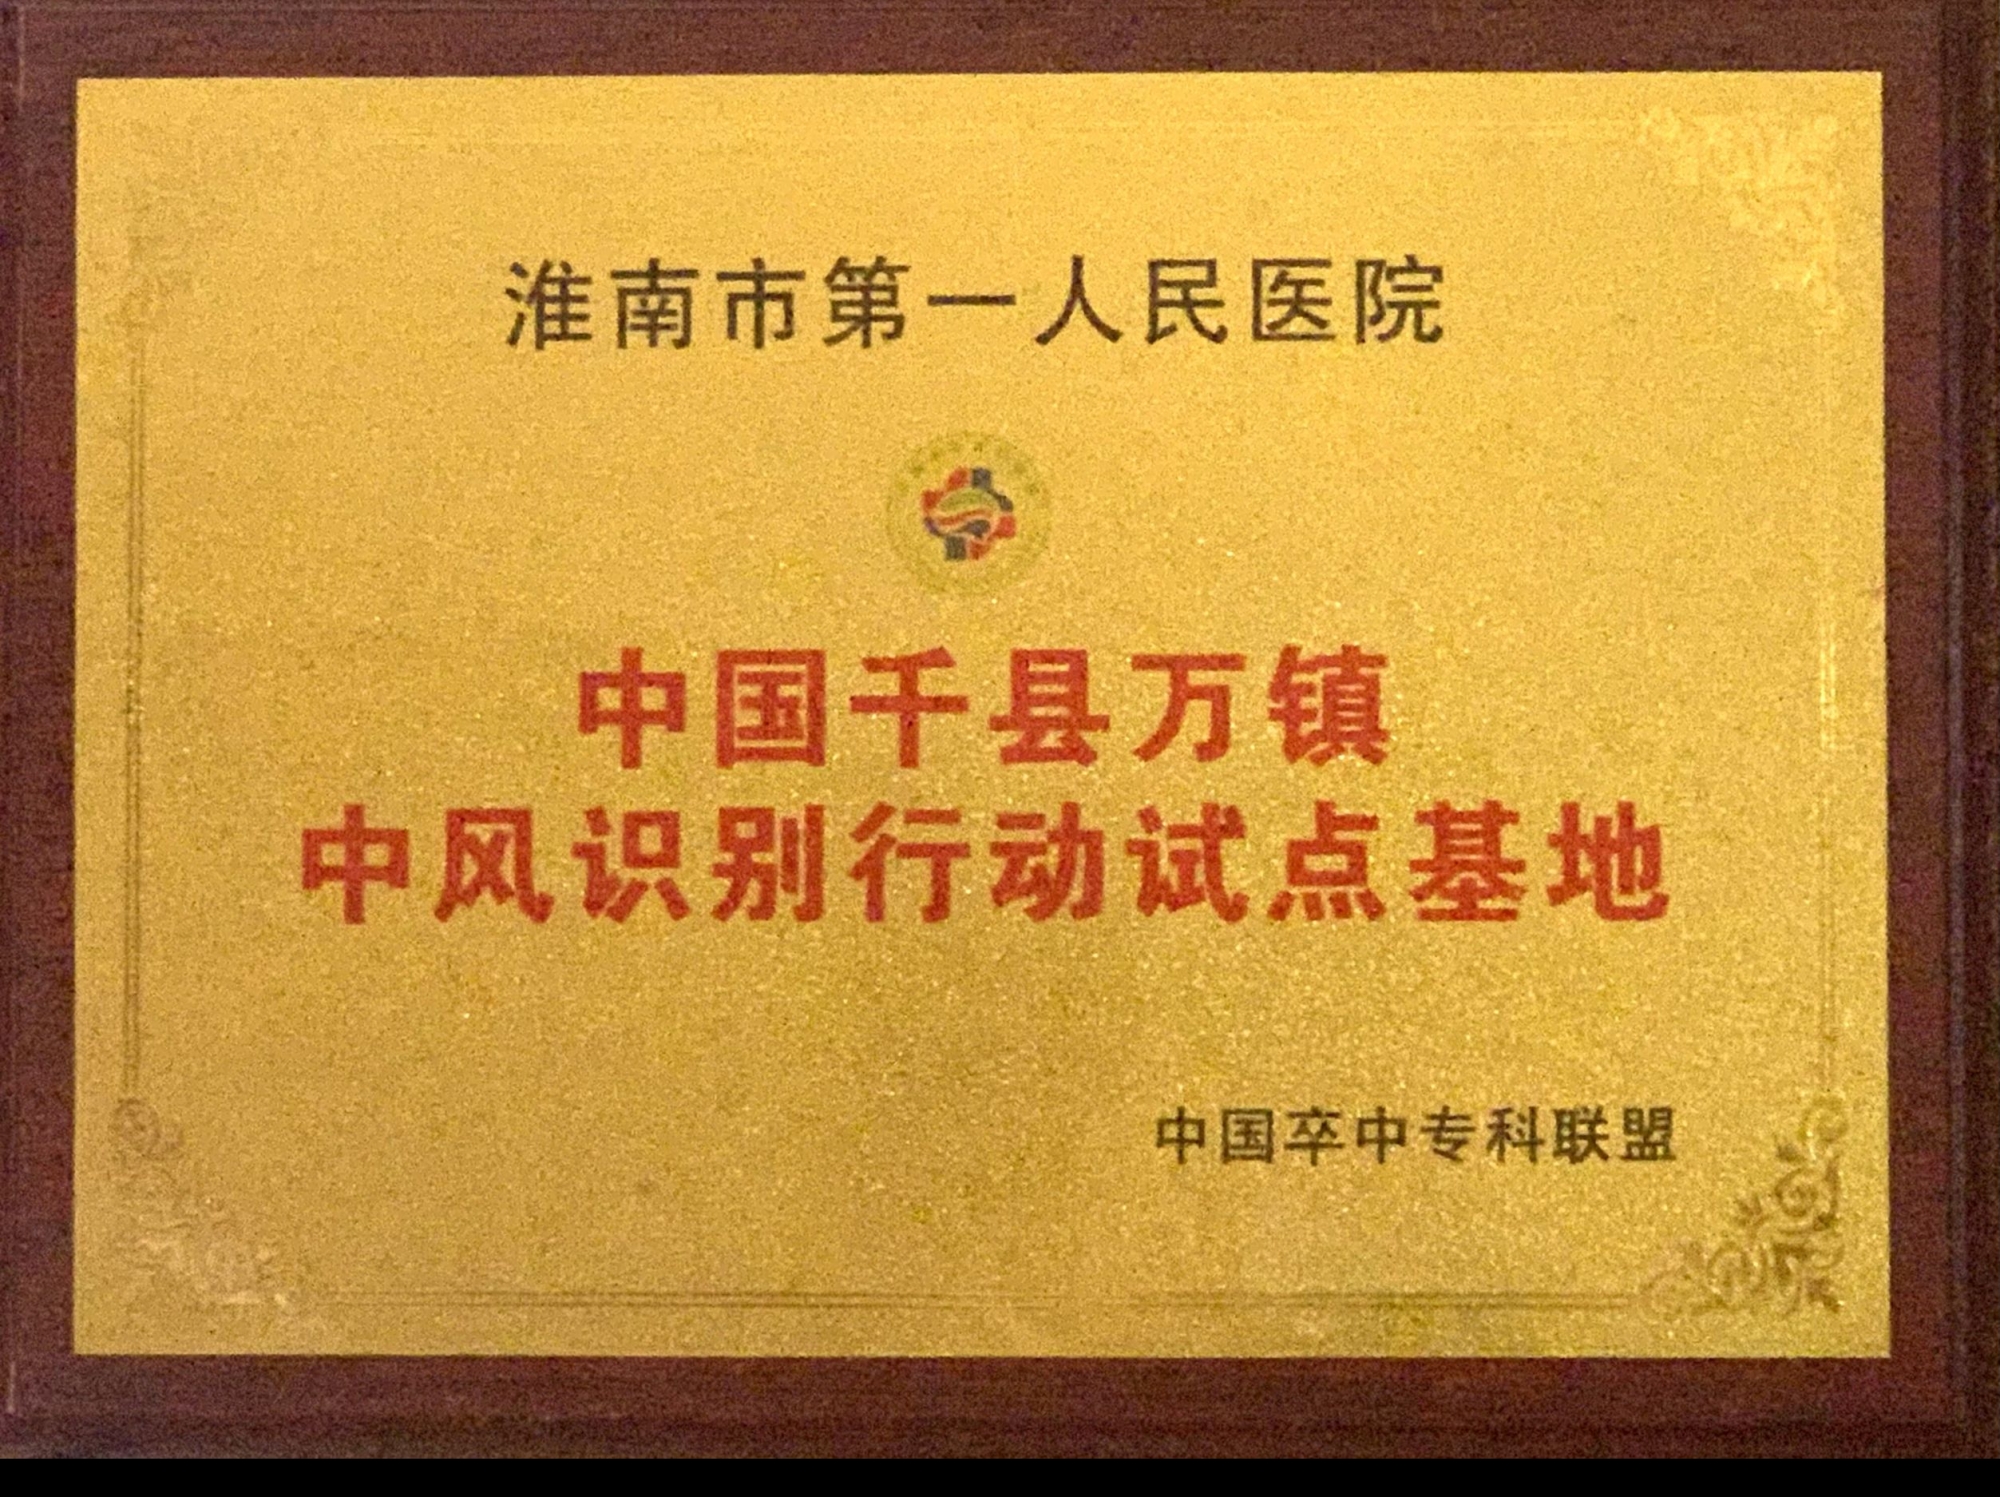 淮南市第一人民医院
中国千县万镇
中风识别行动试点基地
中国卒中专科联盟